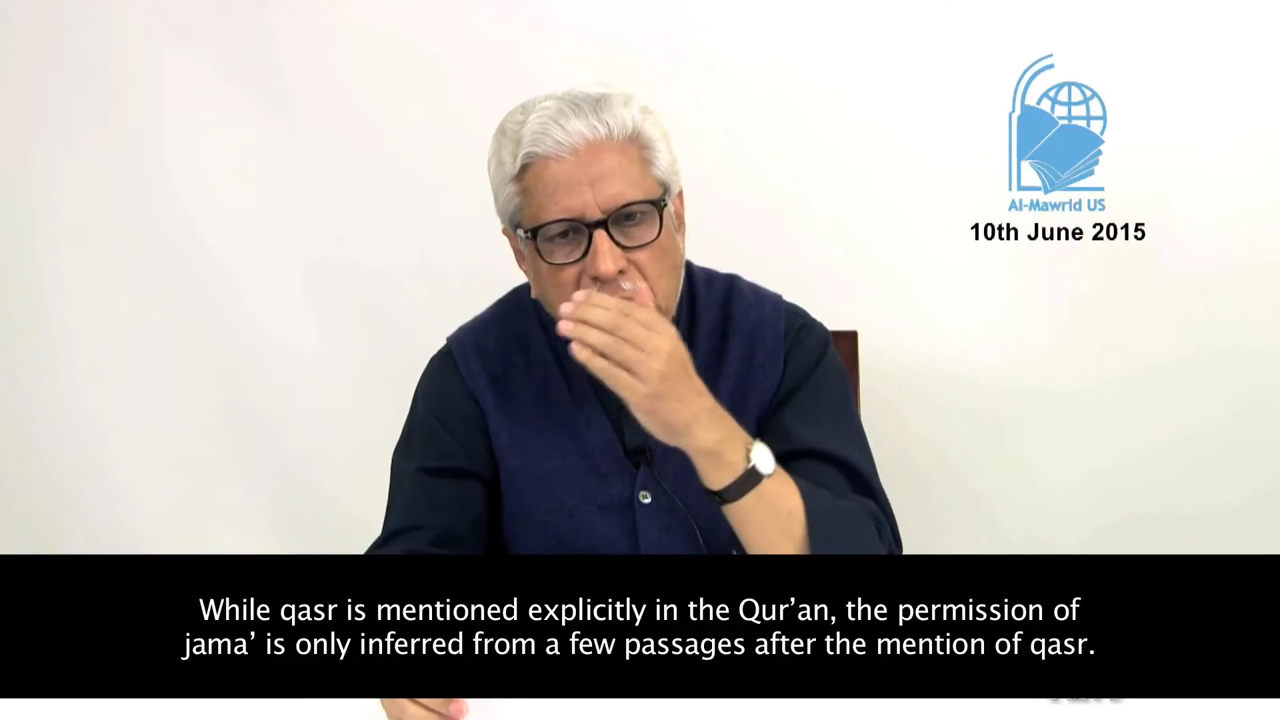 Al-Mawrid US
10th June 2015
While qasr is mentioned explicitly in the Qur’an, the permission of
jama’ is only inferred from a few passages after the mention of qasr.